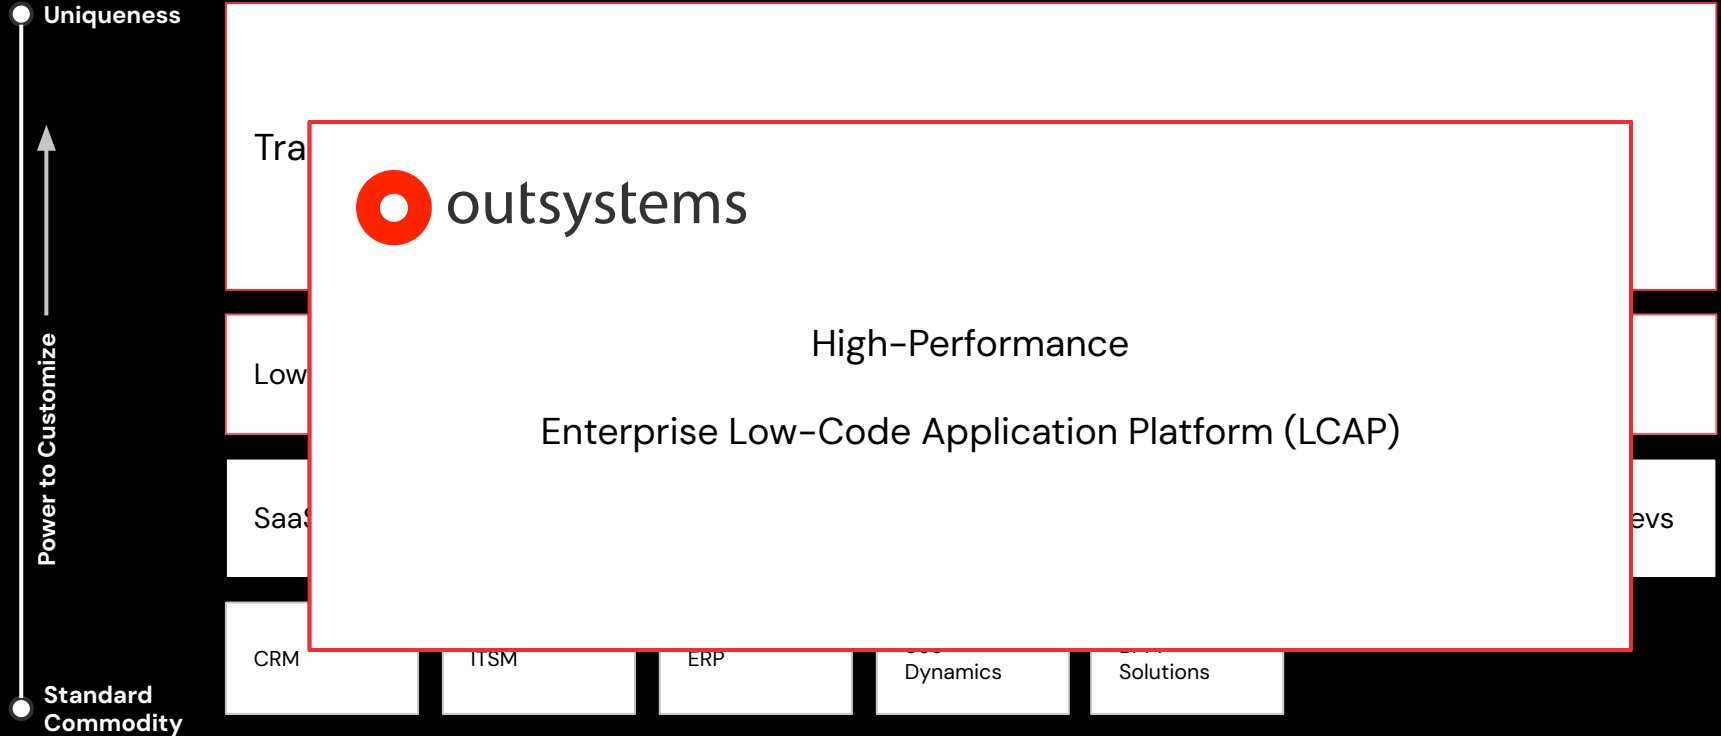 Uniqueness
Power to Customize
Standard
Commodity
Tra
outsystems
High-Performance
Enterprise Low-Code Application Platform (LCAP)
Low
SaaS
evs
CRM
ITSM
ERP
Dynamics
Solutions